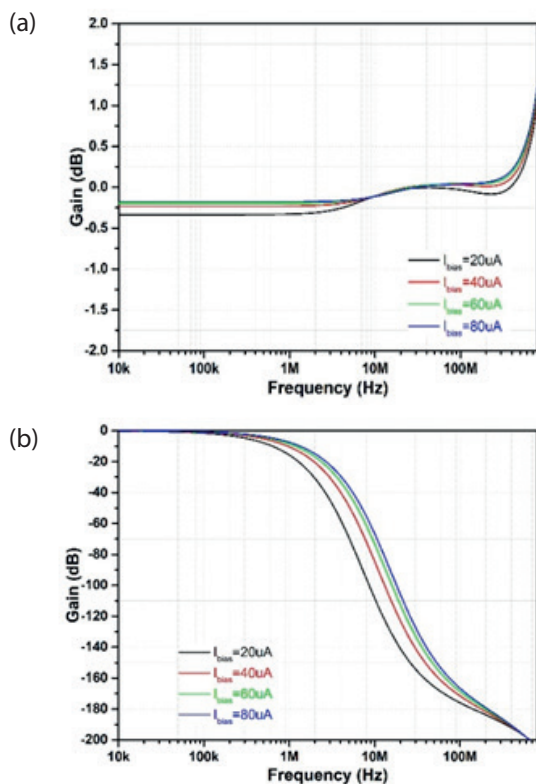 (a)
2.0
1.5
1.0
0.5
0.0
-0.5
-1.0
-1.5
-2.0
Gain (dB)
I_bias=20uA
I_bias=40uA
I_bias=60uA
I_bias=80uA
10k
100k
1M
10M
100M
Frequency (Hz)
(b)
0
-20
-40
-60
-80
-100
-120
-140
-160
-180
-200
Gain (dB)
I_bias=20uA
I_bias=40uA
I_bias=60uA
I_bias=80uA
10k
100k
1M
10M
100M
Frequency (Hz)